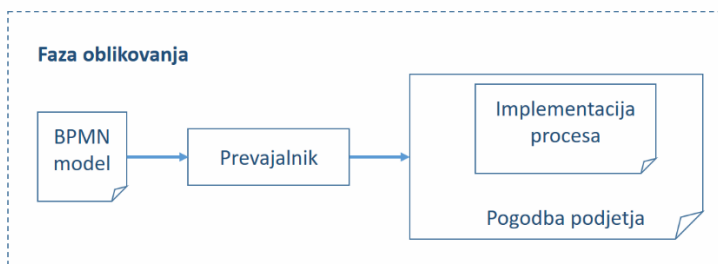 Faza oblikovanja
BPMN
model
Prevajalnik
Implementacija
procesa
Pogodba podjetja